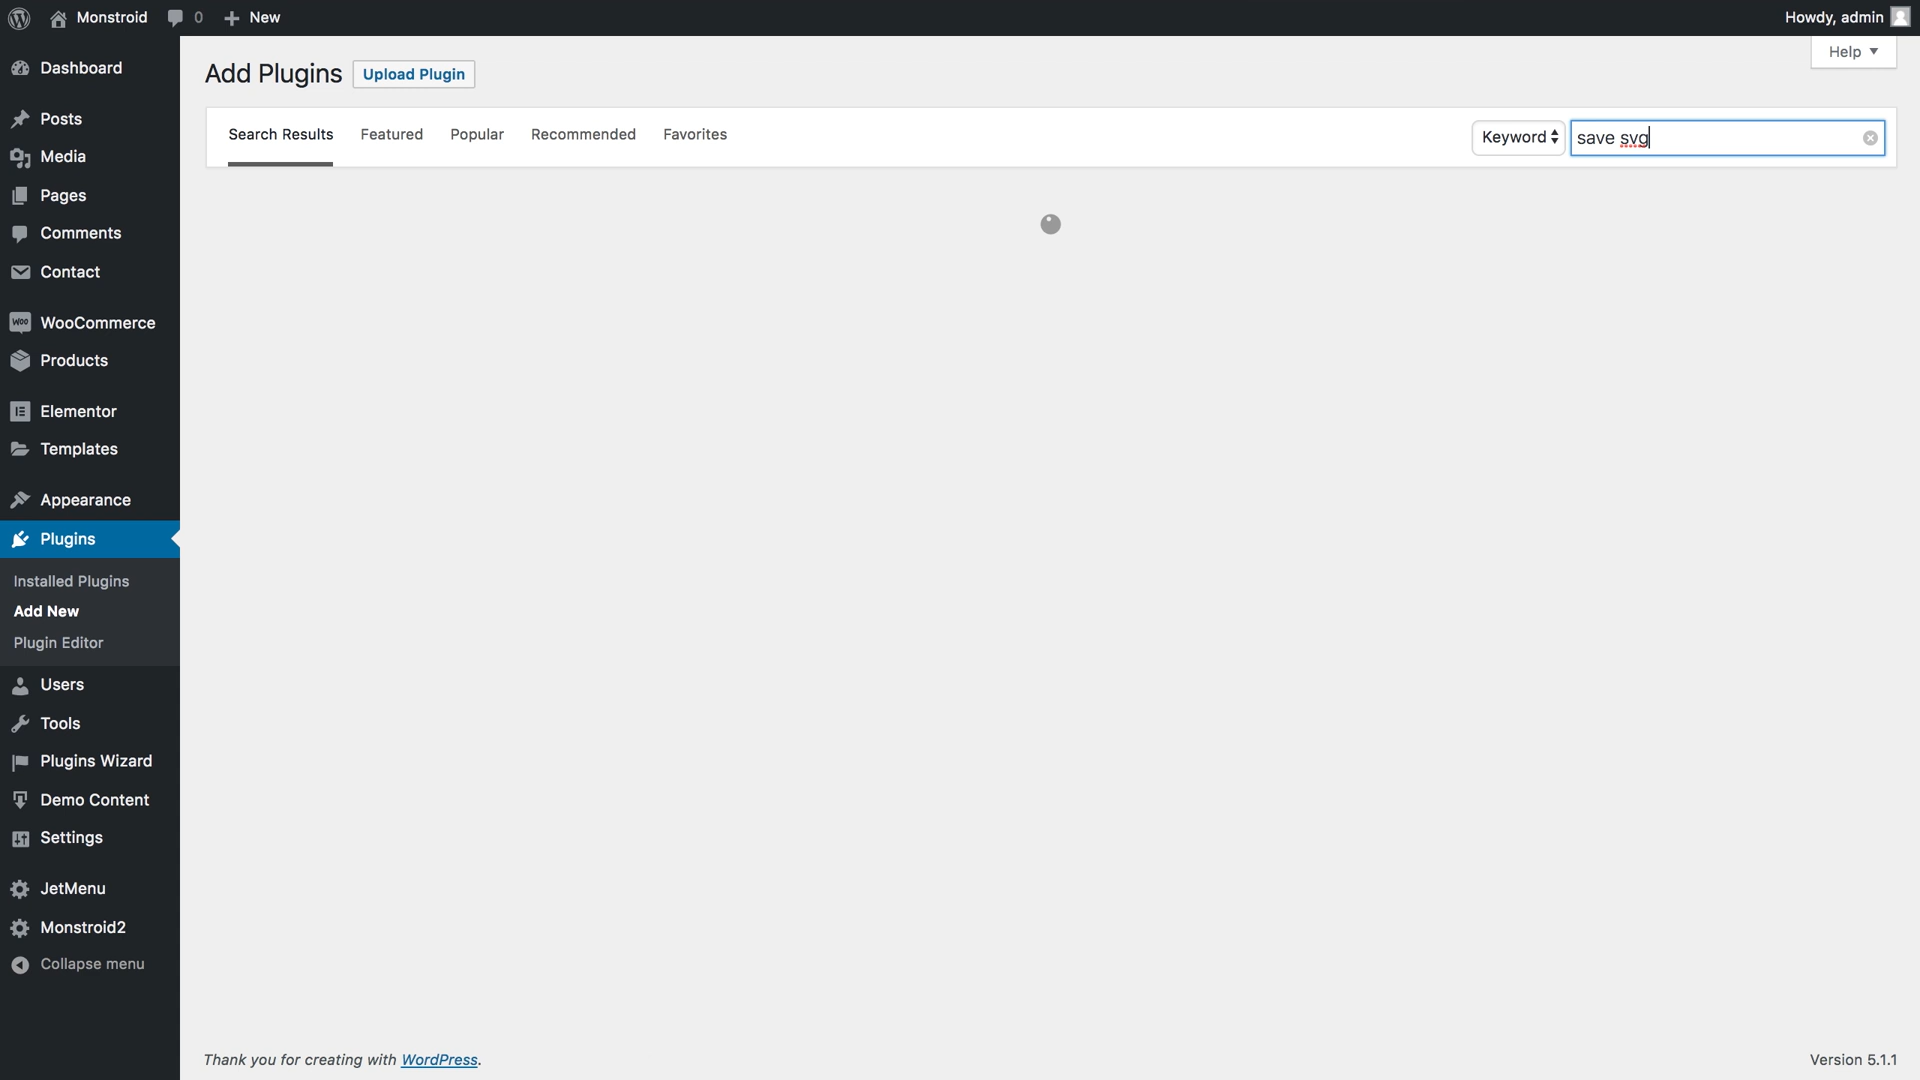 Monstroid
0
New
Howdy, admin
Help
Dashboard
Posts
Media
Pages
Comments
Contact
WOO
WooCommerce
Products
Elementor
Templates
Appearance
Plugins
Installed Plugins
Add New
Plugin Editor
Users
Tools
Plugins Wizard
Demo Content
Settings
JetMenu
Monstroid2
Collapse menu
Add Plugins
Upload Plugin
Search Results
Featured
Popular
Recommended
Favorites
Keyword
save svg
Thank you for creating with WordPress.
Version 5.1.1